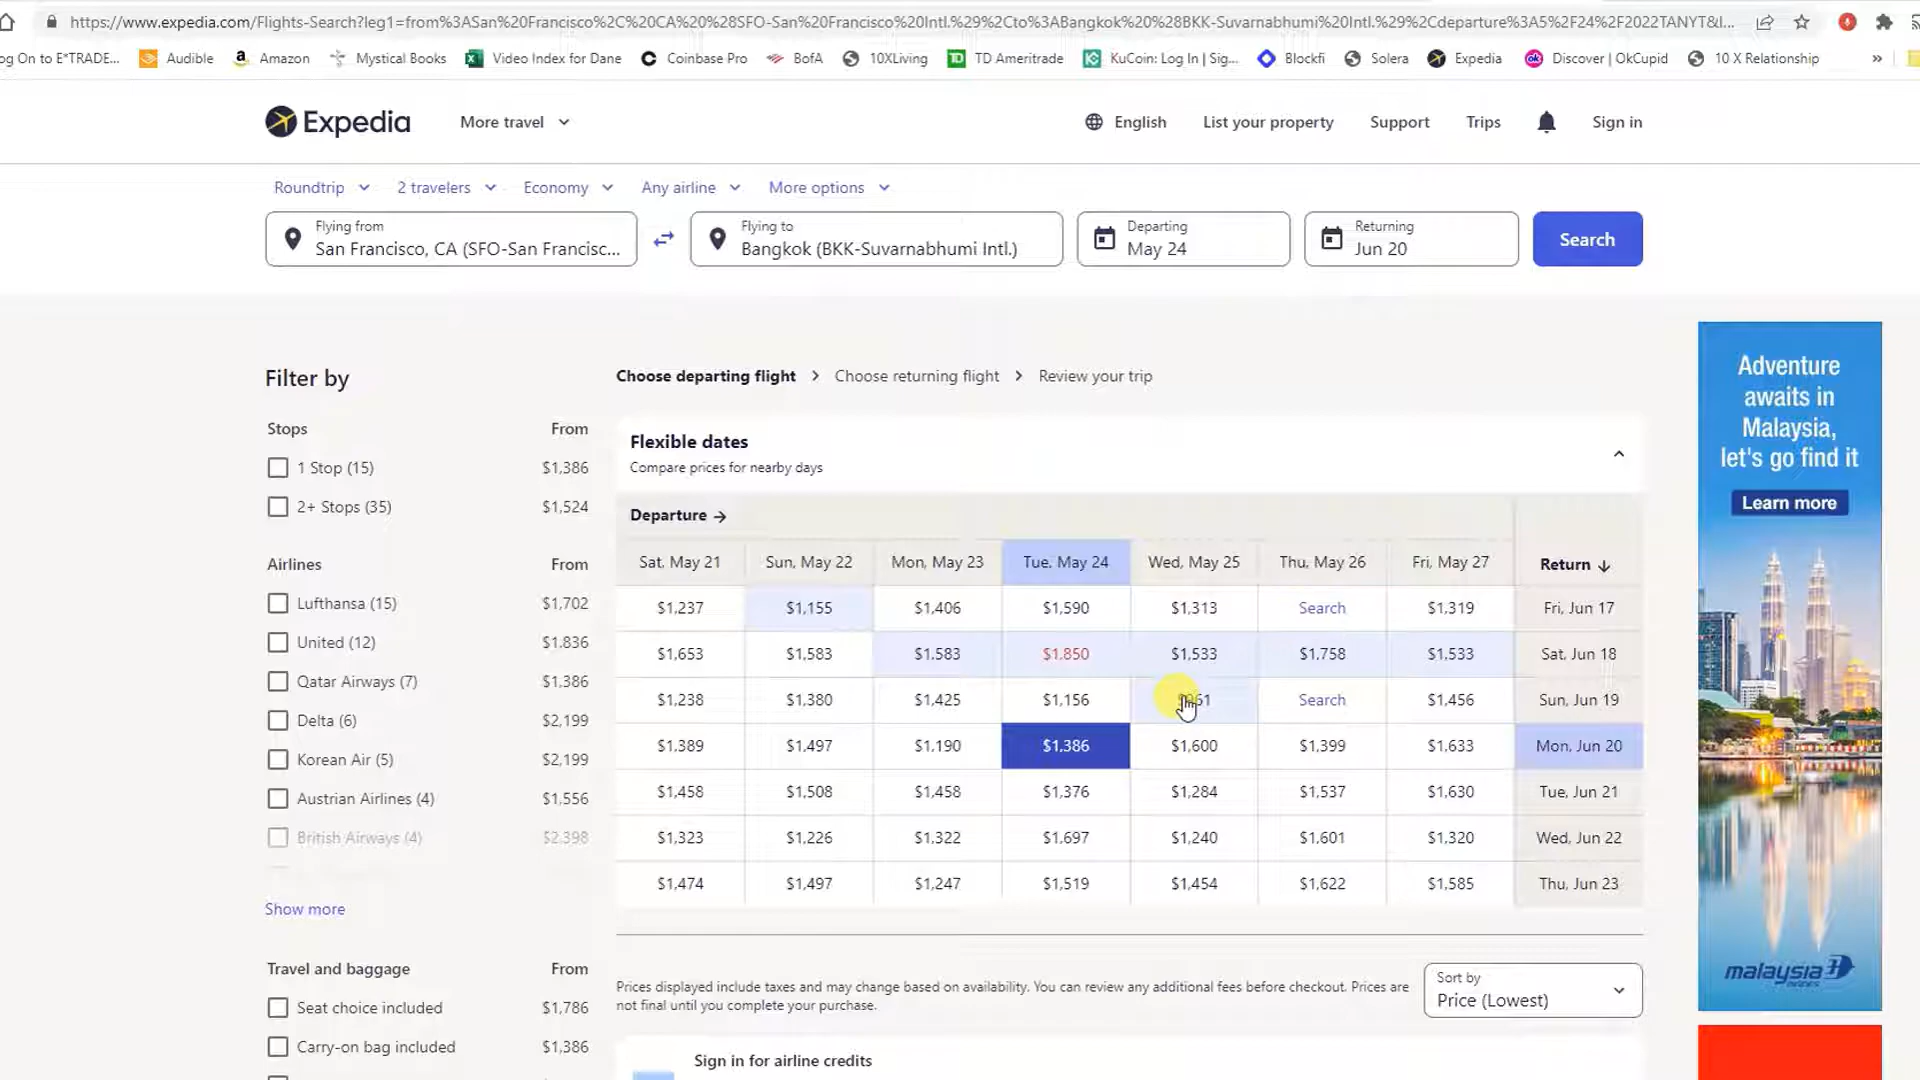 https://www.expedia.com/Flights-Search?leg1=from%3ASan%20Francisco%2C%20CA%20%28SFO-San%20Francisco%20Intl.%29%2Cto%3ABangkok%20%28BKK-Suvarnabhumi%20Intl.%29%2Cdeparture%3A5%2F24%2F2022TANYT&l...
og On to E*TRADE... Audible Amazon Mystical Books Video Index for Dane Coinbase Pro BofA 10XLiving TD Ameritrade KuCoin: Log In | Sig... Blockfi Solera Expedia Discover | OkCupid 10 X Relationship »
Expedia More travel English List your property Support Trips Sign in
Roundtrip 2 travelers Economy Any airline More options
Flying from Flying to Departing Returning
San Francisco, CA (SFO-San Francisc... Bangkok (BKK-Suvarnabhumi Intl.) May 24 Jun 20 Search
Filter by
Stops From
1 Stop (15) $1,386
2+ Stops (35) $1,524
Airlines From
Lufthansa (15) $1,702
United (12) $1,836
Qatar Airways (7) $1,386
Delta (6) $2,199
Korean Air (5) $2,199
Austrian Airlines (4) $1,556
British Airways (4) $2,398
Show more
Travel and baggage From
Seat choice included $1,786
Carry-on bag included $1,386
Choose departing flight > Choose returning flight > Review your trip
Flexible dates
Compare prices for nearby days
Departure →
Sat, May 21 Sun, May 22 Mon, May 23 Tue, May 24 Wed, May 25 Thu, May 26 Fri, May 27 Return ↓
$1,237 $1,155 $1,406 $1,590 $1,313 Search $1,319 Fri, Jun 17
$1,653 $1,583 $1,583 $1,850 $1,533 $1,758 $1,533 Sat, Jun 18
$1,238 $1,380 $1,425 $1,156 Search $1,456 Sun, Jun 19
$1,389 $1,497 $1,190 $1,386 $1,600 $1,399 $1,633 Mon, Jun 20
$1,458 $1,508 $1,458 $1,376 $1,284 $1,537 $1,630 Tue, Jun 21
$1,323 $1,226 $1,322 $1,697 $1,240 $1,601 $1,320 Wed, Jun 22
$1,474 $1,497 $1,247 $1,519 $1,454 $1,622 $1,585 Thu, Jun 23
Prices displayed include taxes and may change based on availability. You can review any additional fees before checkout. Prices are
not final until you complete your purchase.
Sort by
Price (Lowest)
Sign in for airline credits
Adventure
awaits in
Malaysia,
let's go find it
Learn more
malaysia
airlines